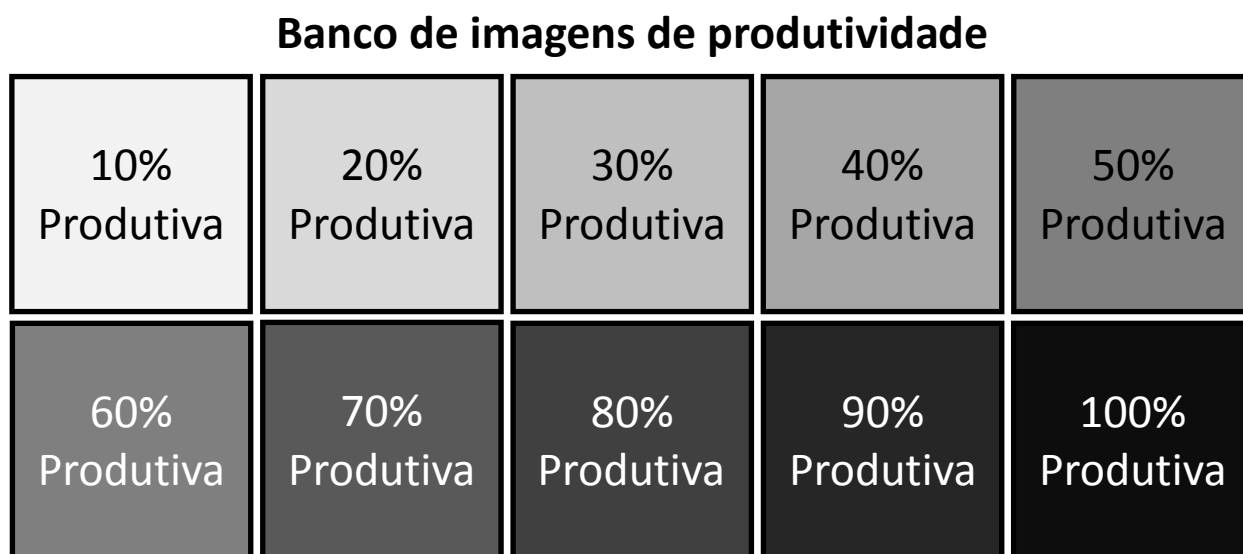 Banco de imagens de produtividade
10%
Produtiva
20%
Produtiva
30%
Produtiva
40%
Produtiva
50%
Produtiva
60%
Produtiva
70%
Produtiva
80%
Produtiva
90%
Produtiva
100%
Produtiva